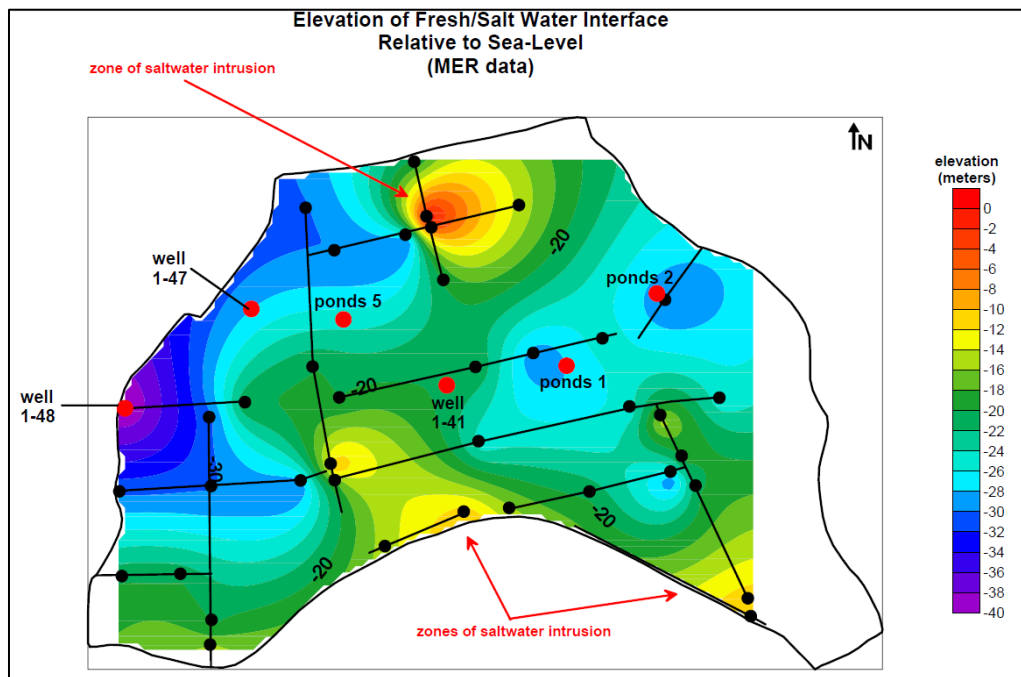 Elevation of Fresh/Salt Water Interface
Relative to Sea-Level
(MER data)
zone of saltwater intrusion
N
elevation
(meters)
0
-2
-4
-6
-8
-10
-12
-14
-16
-18
-20
-22
-24
-26
-28
-30
-32
-34
-36
-38
-40
-20
well
1-47
ponds 5
ponds 2
-20
ponds 1
well
1-41
well
1-48
-30
-20
-20
zones of saltwater intrusion